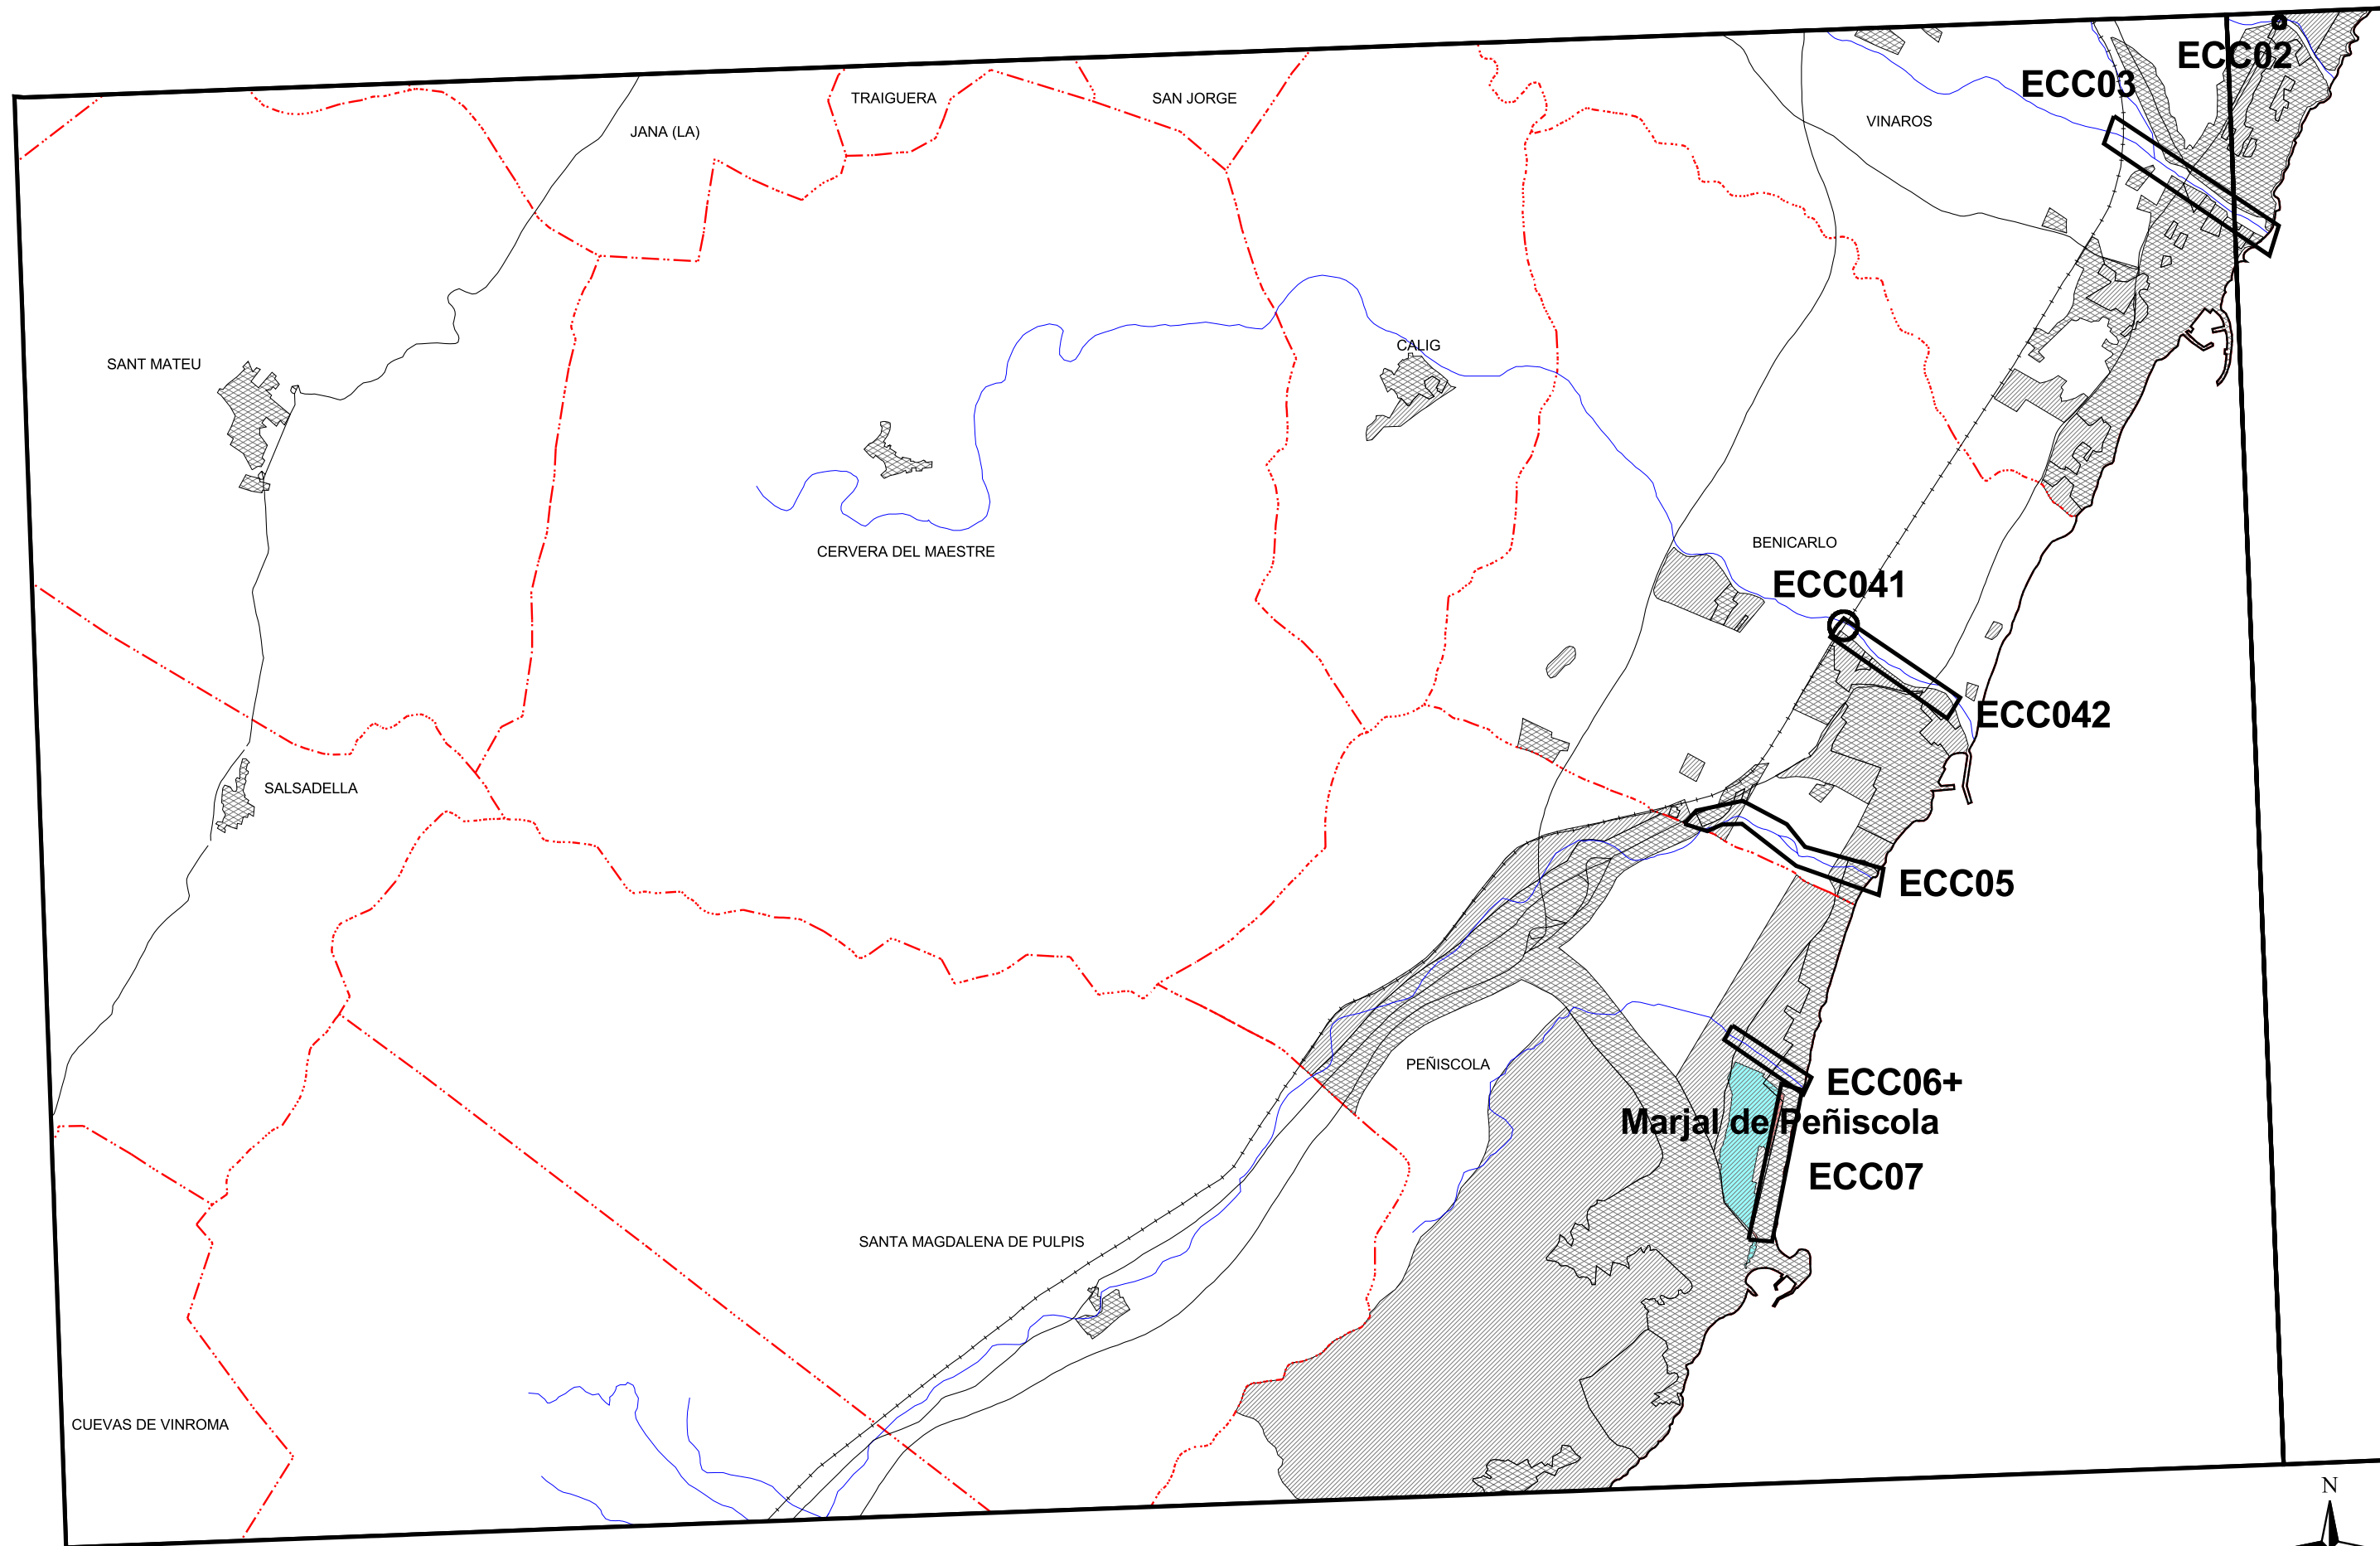 ECC02
ECC03
TRAIGUERA
SAN JORGE
VINAROS
JANA (LA)
CALIG
SANT MATEU
BENICARLO
CERVERA DEL MAESTRE
ECC041
ECC042
SALSADELLA
ECC05
PEÑISCOLA
ECC06+
Marjal de Peñiscola
ECC07
SANTA MAGDALENA DE PULPIS
CUEVAS DE VINROMA
N